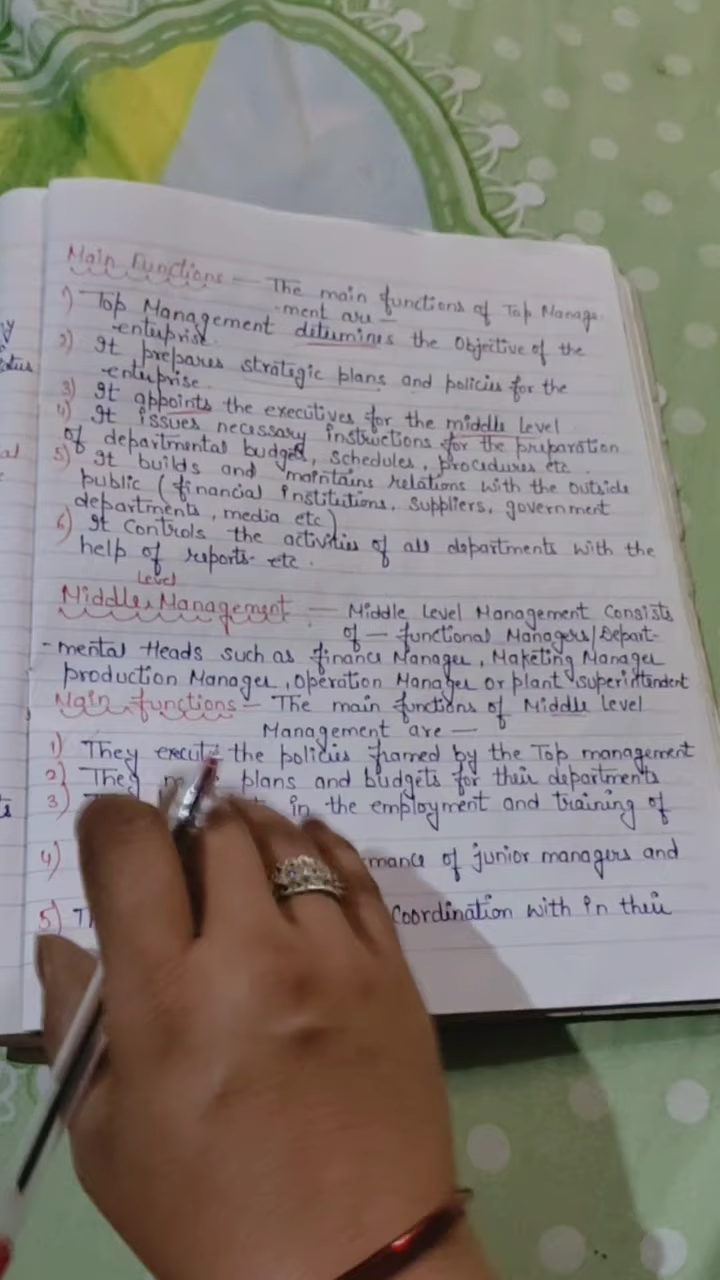 Main Functions — The main functions of Top Manage-
-ment are —
1) Top Management ditumines the Objective of the
enterprise.
2) It prepares strategic plans and policies for the
enterprise.
3) It appoints the executives for the middle level
4) It issues necessary instructions for the preparation
of departmental budget, schedules, procedures etc.
5) It builds and maintains relations with the outside
public (financial institutions, suppliers, government
departments, media etc)
6) It controls the activities of all departments with the
help of reports etc.
Level
Middle Management — Middle Level Management Consists
of — functional Managers/Depart-
-mental Heads such as finance Manager, Maketing Manager
production Manager, Operation Manager or plant superintendent
Main functions — The main functions of Middle Level
Management are —
1) They execute the policies framed by the Top management
2) They plans and budgets for their departments
3) in the employment and training of
4) mance of junior managers and
5) Coordination with in their